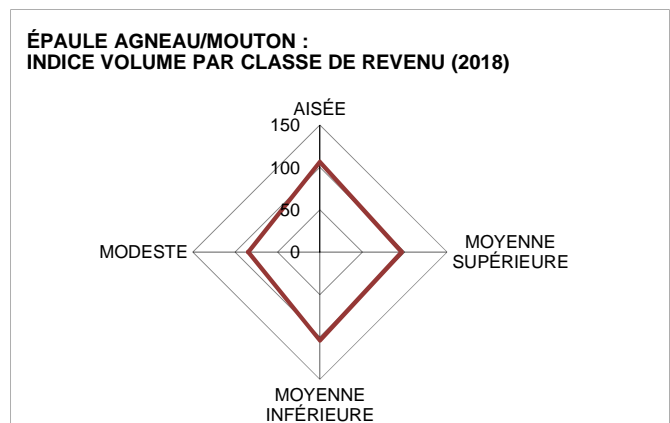 ÉPAULE AGNEAU/MOUTON :
INDICE VOLUME PAR CLASSE DE REVENU (2018)
AISÉE
150
100
50
0
MODESTE
MOYENNE
SUPÉRIEURE
MOYENNE
INFÉRIEURE